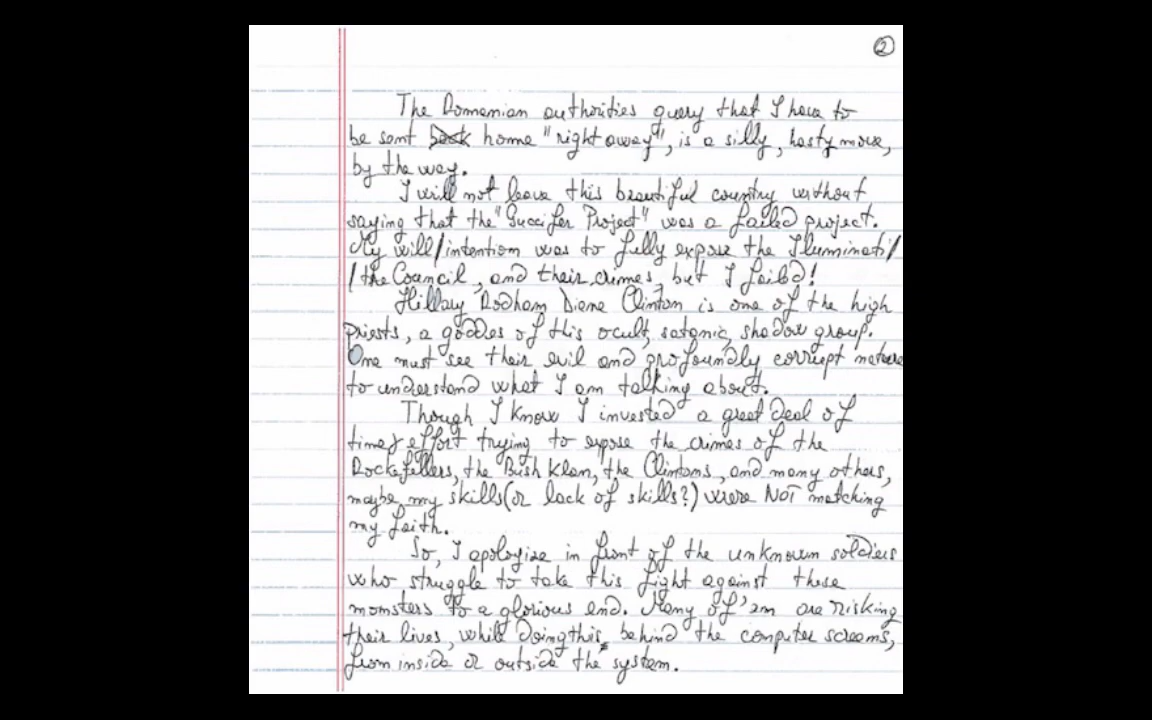 2
The Romanian authorities query that I have to
be sent back home "right away", is a silly, hasty move,
by the way.
I will not leave this beautiful country without
saying that the "Guccifer Project" was a failed project.
My will/intention was to fully expose the Iluminati/
/the Council, and their crimes, but I failed!
Hillary Rodham Diane Clinton is one of the high
priests, a goddes of this occult, satanic, shadow group.
One must see their evil and profoundly corrupt nature
to understand what I am talking about.
Though I know I invested a great deal of
time & effort trying to expose the crimes of the
Rockefellers, the Bush Klan, the Clintons, and many others,
maybe my skills (or lack of skills?) were NOT matching
my faith.
So, I apologize in front of the unknown soldiers
who struggle to take this fight against these
monsters to a glorious end. Many of 'em are risking
their lives, while doing this, behind the computer screens,
from inside or outside the system.